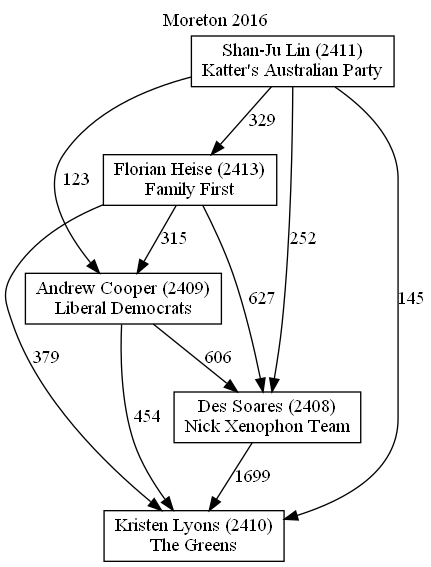 Moreton 2016
Shan-Ju Lin (2411)
Katter's Australian Party
329
Florian Heise (2413)
Family First
123
315
252
Andrew Cooper (2409)
Liberal Democrats
627
145
606
379
Des Soares (2408)
Nick Xenophon Team
454
1699
Kristen Lyons (2410)
The Greens